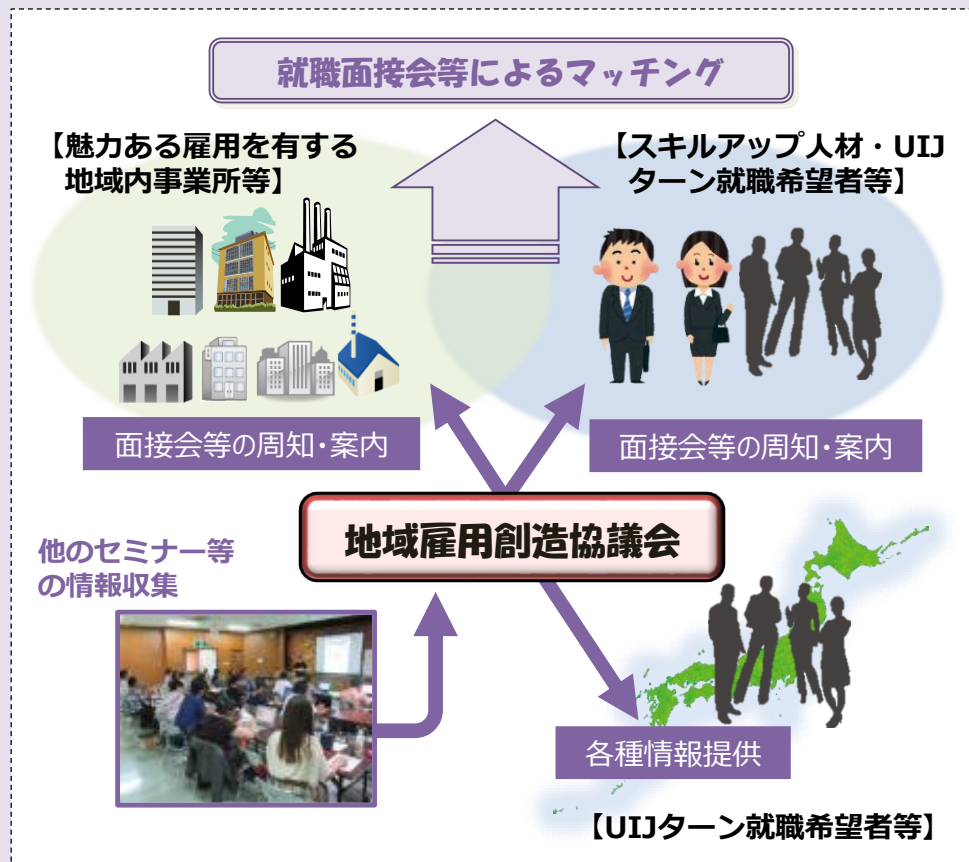 就職面接会等によるマッチング
【魅力ある雇用を有する
地域内事業所等】
【スキルアップ人材・UIJ
ターン就職希望者等】
面接会等の周知・案内
面接会等の周知・案内
地域雇用創造協議会
他のセミナー等
の情報収集
各種情報提供
【UIJターン就職希望者等】